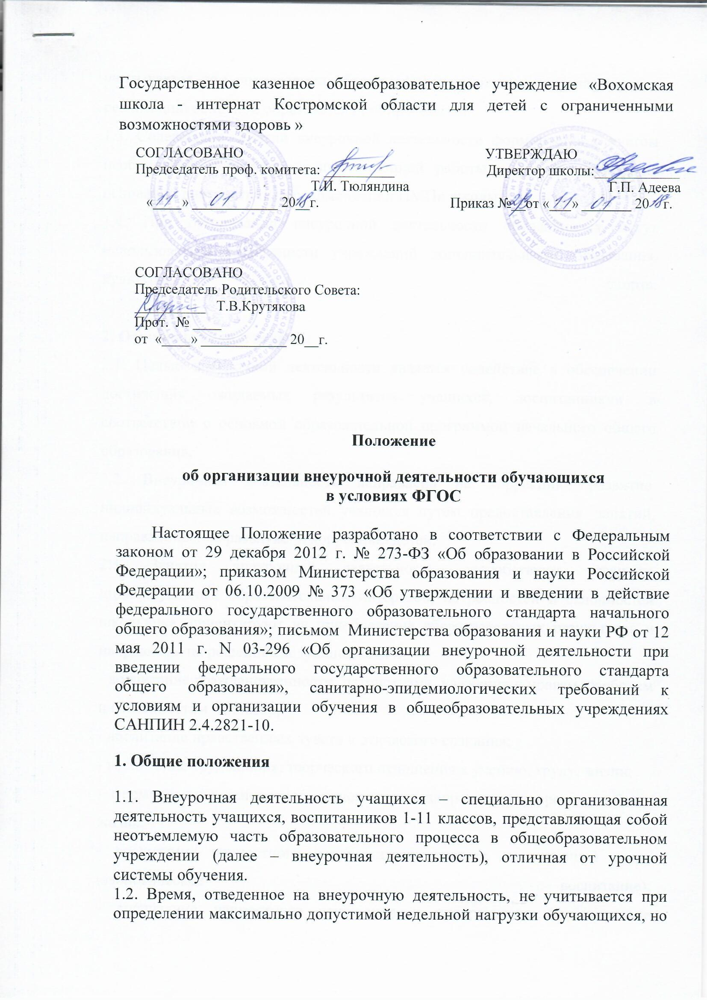 Государственное казенное общеобразовательное учреждение «Вохомская
школа - интернат Костромской области для детей с ограниченными
возможностями здоровь »
СОГЛАСОВАНО
Председатель проф. комитета: __________
Т.И. Тюляндина
«11» 01 2018г.
УТВЕРЖДАЮ
Директор школы:____________
Г.П. Адеева
Приказ № 2/3 от «11» 01 2018г.
СОГЛАСОВАНО
Председатель Родительского Совета:
__________ Т.В.Крутякова
Прот. № ____
от «____» ____________ 20__г.
Положение
об организации внеурочной деятельности обучающихся
в условиях ФГОС
Настоящее Положение разработано в соответствии с Федеральным
законом от 29 декабря 2012 г. № 273-ФЗ «Об образовании в Российской
Федерации»; приказом Министерства образования и науки Российской
Федерации от 06.10.2009 № 373 «Об утверждении и введении в действие
федерального государственного образовательного стандарта начального
общего образования»; письмом Министерства образования и науки РФ от 12
мая 2011 г. N 03-296 «Об организации внеурочной деятельности при
введении федерального государственного образовательного стандарта
общего образования», санитарно-эпидемиологических требований к
условиям и организации обучения в общеобразовательных учреждениях
САНПИН 2.4.2821-10.
1. Общие положения
1.1. Внеурочная деятельность учащихся – специально организованная
деятельность учащихся, воспитанников 1-11 классов, представляющая собой
неотъемлемую часть образовательного процесса в общеобразовательном
учреждении (далее – внеурочная деятельность), отличная от урочной
системы обучения.
1.2. Время, отведенное на внеурочную деятельность, не учитывается при
определении максимально допустимой недельной нагрузки обучающихся, но